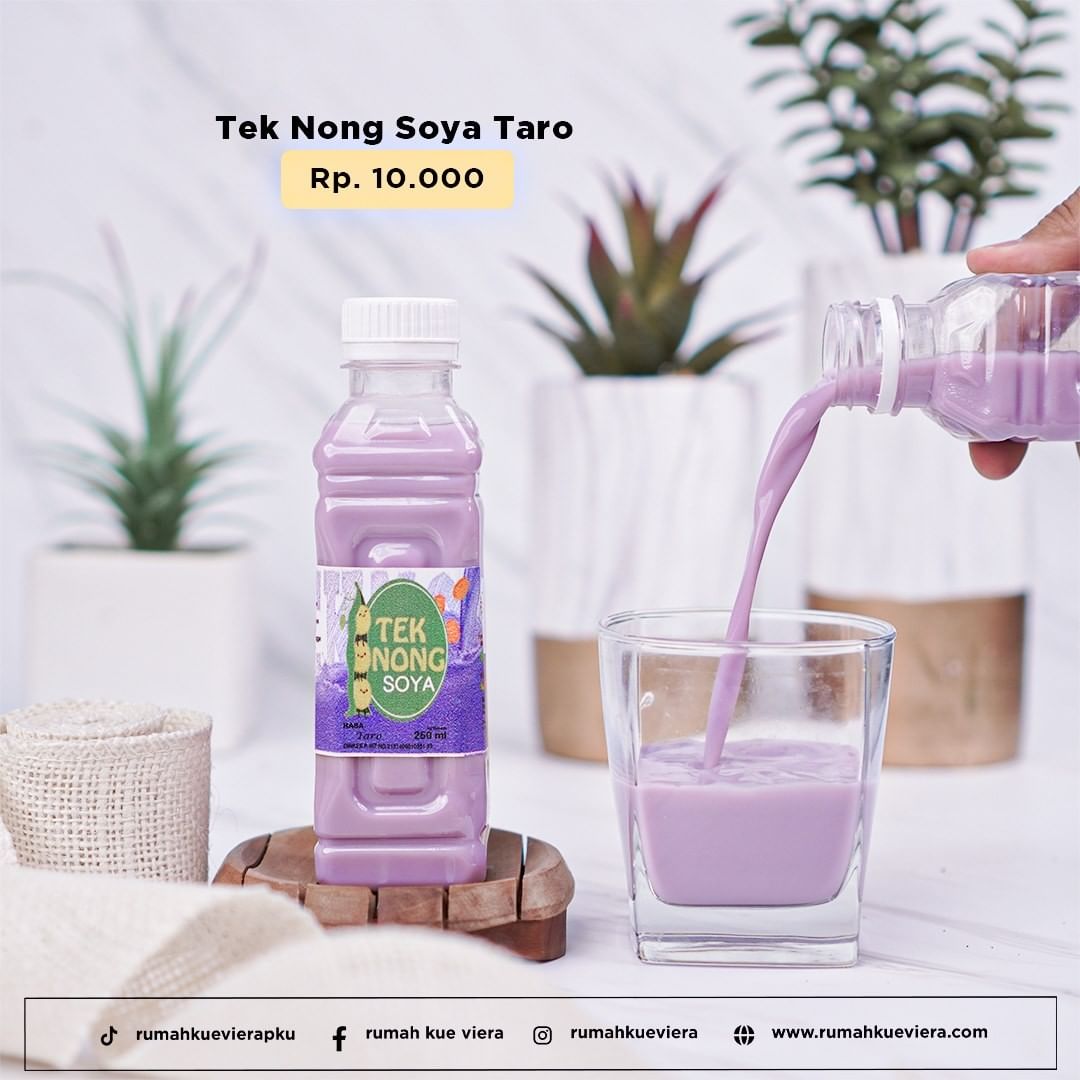 Tek Nong Soya Taro
Rp. 10.000
TEK
NONG
SOYA
RASA
Taro
250 ml
rumahkuevierapku
rumah kue viera
rumahkueviera
www.rumahkueviera.com